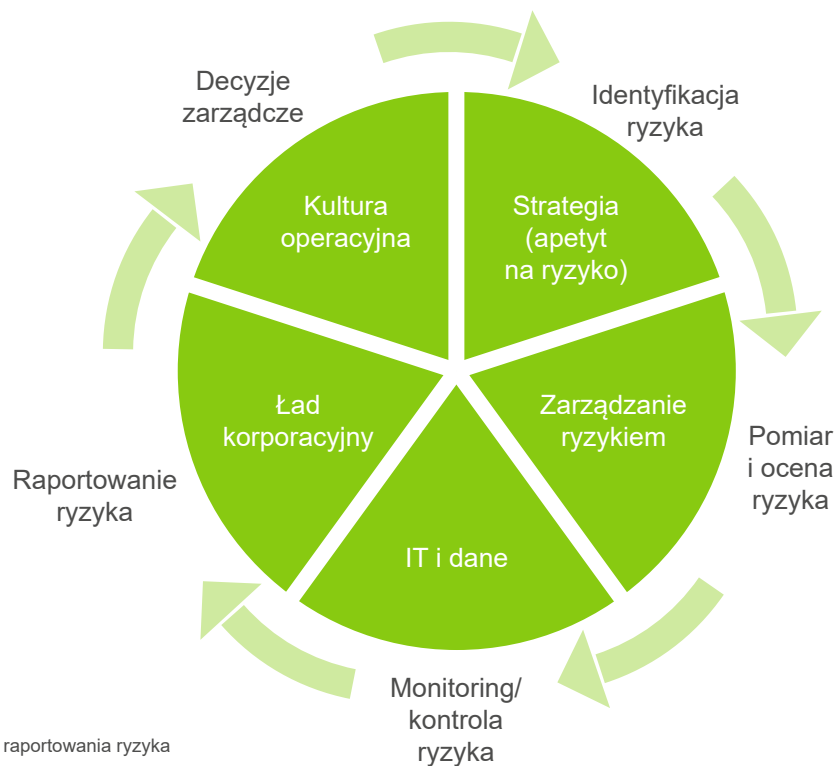 Decyzje
zarządcze
Identyfikacja
ryzyka
Kultura
operacyjna
Strategia
(apetyt
na ryzyko)
Ład
korporacyjny
Zarządzanie
ryzykiem
Pomiar
i ocena
ryzyka
Raportowanie
ryzyka
IT i dane
Monitoring/
kontrola
ryzyka
raportowania ryzyka